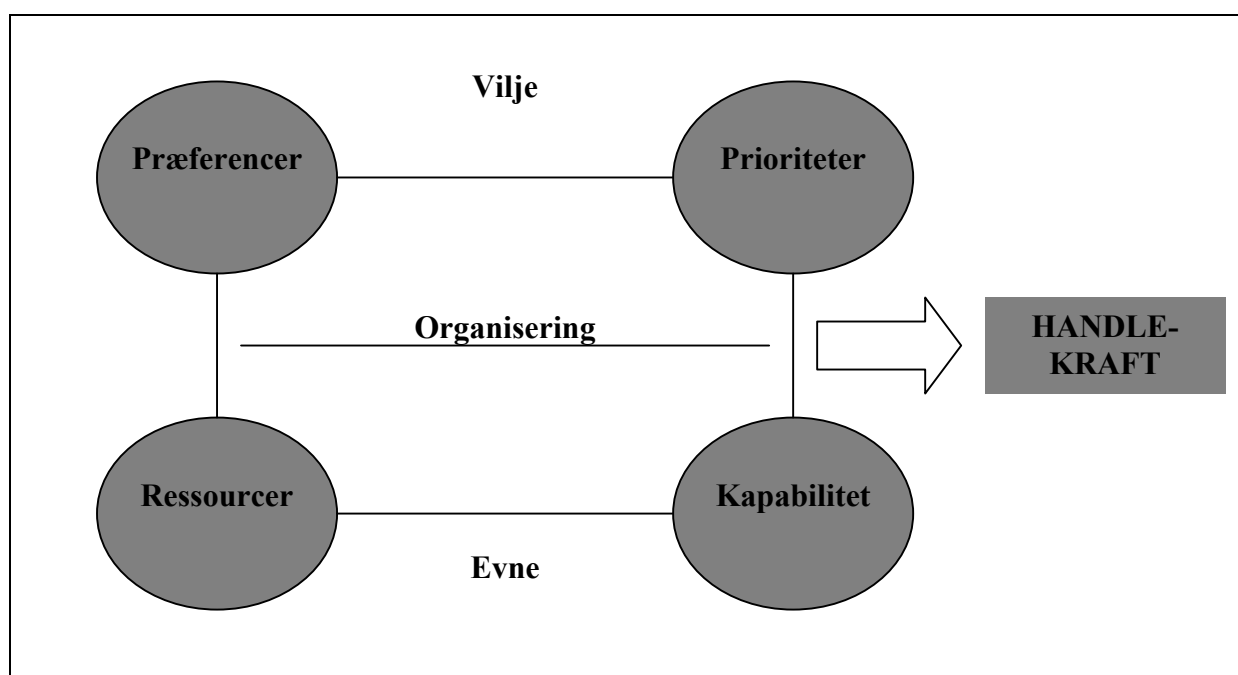 Vilje
Præferencer
Prioriteter
Organisering
HANDLE-
KRAFT
Ressourcer
Kapabilitet
Evne